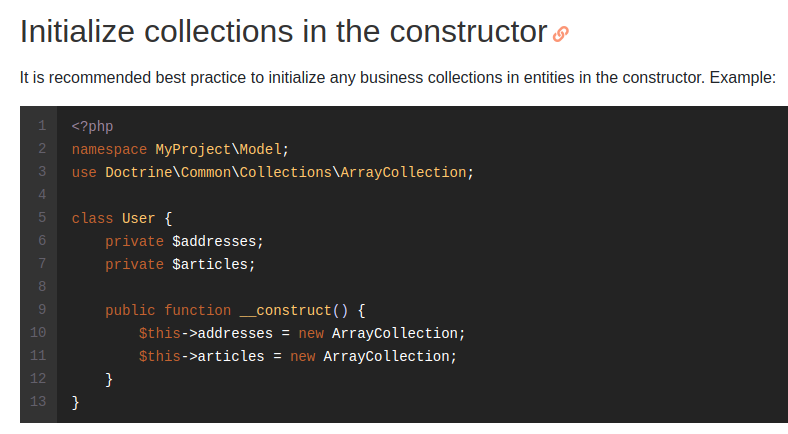 Initialize collections in the constructor
It is recommended best practice to initialize any business collections in entities in the constructor. Example:
1 <?php
2 namespace MyProject\Model;
3 use Doctrine\Common\Collections\ArrayCollection;
4
5 class User {
6     private $addresses;
7     private $articles;
8
9     public function __construct() {
10         $this->addresses = new ArrayCollection;
11         $this->articles = new ArrayCollection;
12     }
13 }